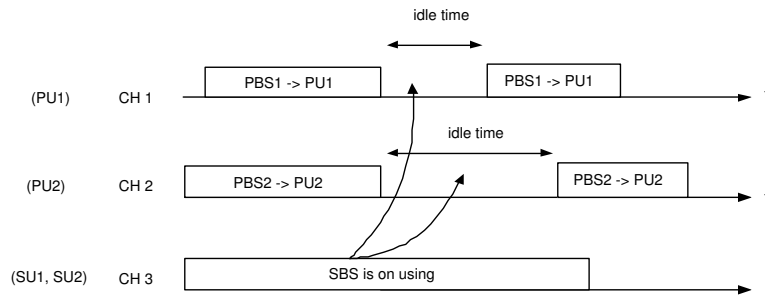 idle time
PBS1 -> PU1
PBS1 -> PU1
(PU1) CH 1
idle time
PBS2 -> PU2
PBS2 -> PU2
(PU2) CH 2
SBS is on using
(SU1, SU2) CH 3